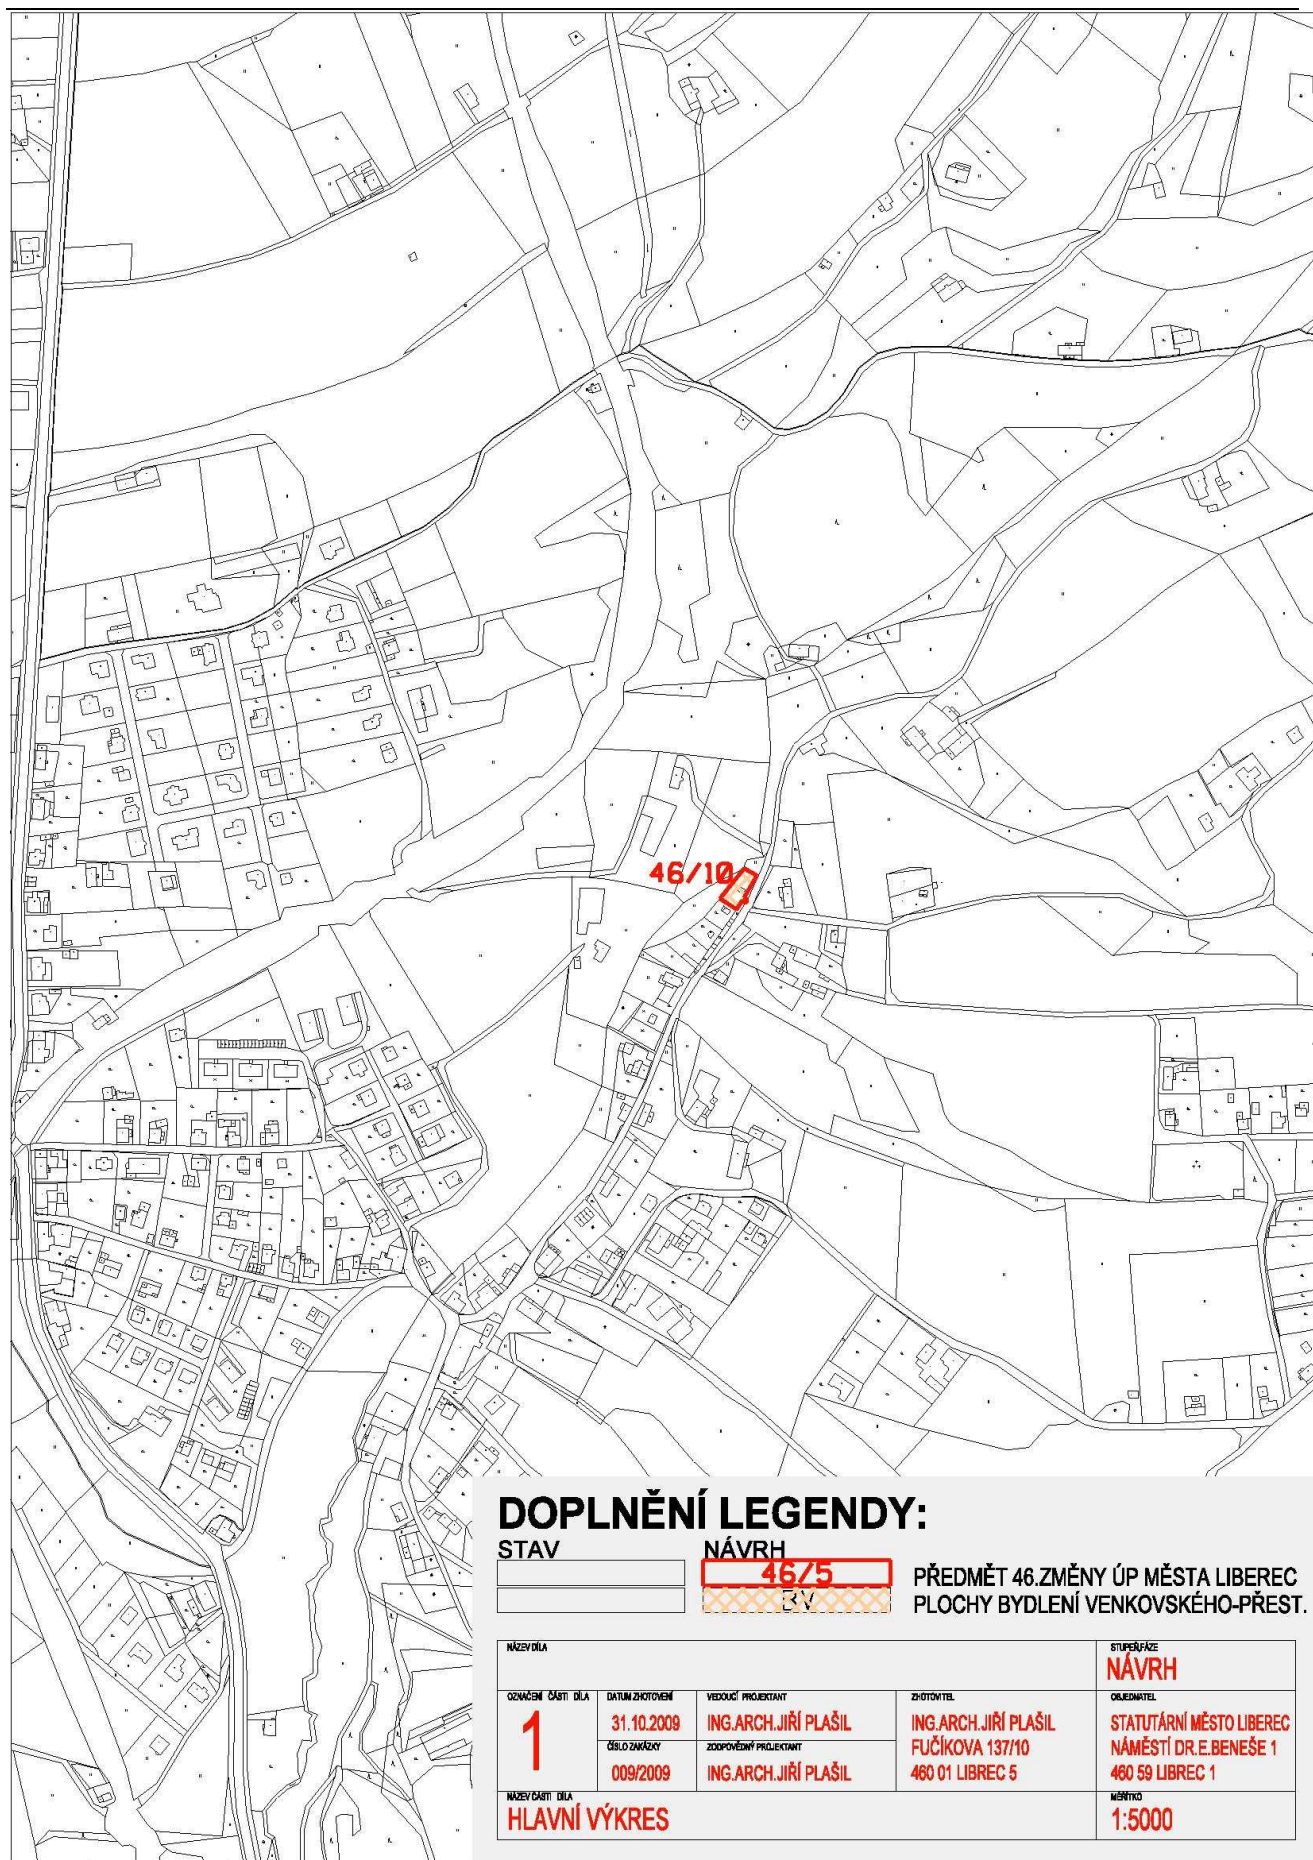 46/10
DOPLNĚNÍ LEGENDY:
STAV NÁVRH
46/5 PŘEDMĚT 46.ZMĚNY ÚP MĚSTA LIBEREC
BV PLOCHY BYDLENÍ VENKOVSKÉHO-PŘEST.
NÁZEV DÍLA
STUPEŇ/FÁZE
NÁVRH
OZNAČENÍ ČÁSTI DÍLA
1
DATUM ZHOTOVENÍ
31.10.2009
ČÍSLO ZAKÁZKY
009/2009
VEDOUCÍ PROJEKTANT
ING.ARCH.JIŘÍ PLAŠIL
ZODPOVĚDNÝ PROJEKTANT
ING.ARCH.JIŘÍ PLAŠIL
ZHOTOVITEL
ING.ARCH.JIŘÍ PLAŠIL
FUČÍKOVA 137/10
460 01 LIBREC 5
OBJEDNATEL
STATUTÁRNÍ MĚSTO LIBEREC
NÁMĚSTÍ DR.E.BENEŠE 1
460 59 LIBREC 1
NÁZEV ČÁSTI DÍLA
HLAVNÍ VÝKRES
MĚŘÍTKO
1:5000